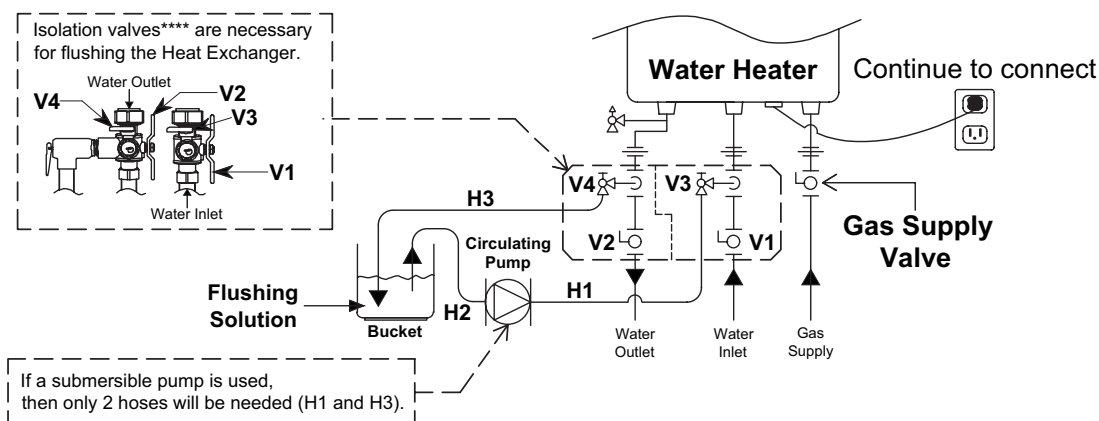 Isolation valves**** are necessary
for flushing the Heat Exchanger.
Water Outlet
V4
V2
V3
V1
Water Inlet
Water Heater
Continue to connect
V4
V3
H3
V2
V1
Gas Supply
Valve
Circulating
Pump
Flushing
Solution
H2
H1
Bucket
Water
Outlet
Water
Inlet
Gas
Supply
If a submersible pump is used,
then only 2 hoses will be needed (H1 and H3).